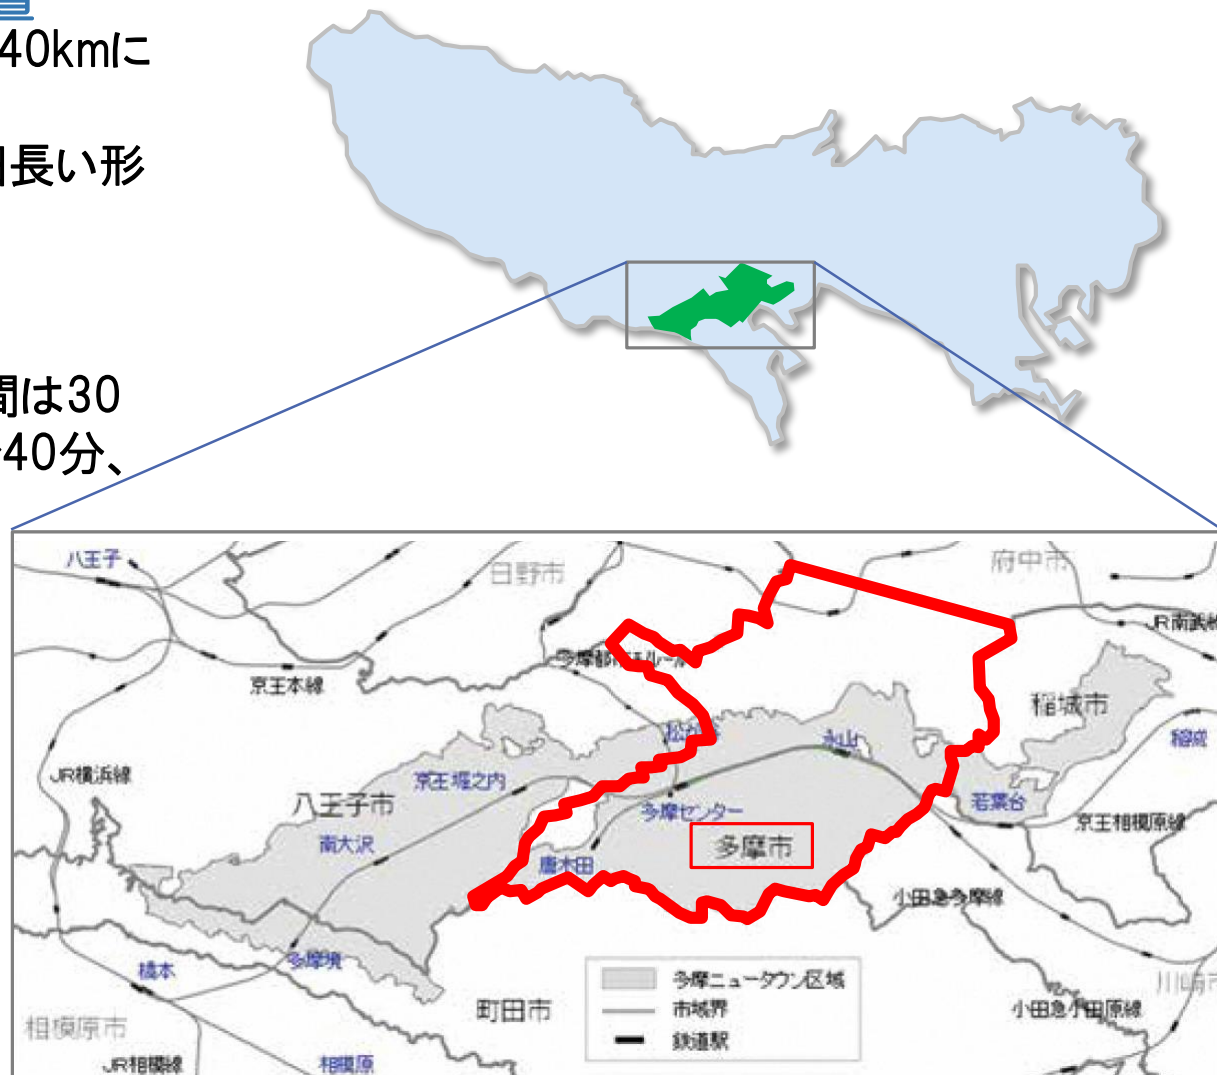 置
40kmに
長い形
間は30
40分、
八王子
日野市
府中市
JR南武線
多摩都市モノレール
京王本線
稲城市
松が谷
永山
稲城
JR横浜線
京王堀之内
八王子市
若葉台
多摩センター
京王相模原線
南大沢
多摩市
唐木田
小田急多摩線
多摩境
橋本
多摩ニュータウン区域
川崎市
町田市
市域界
小田急小田原線
相模原市
鉄道駅
JR相模線
相模原